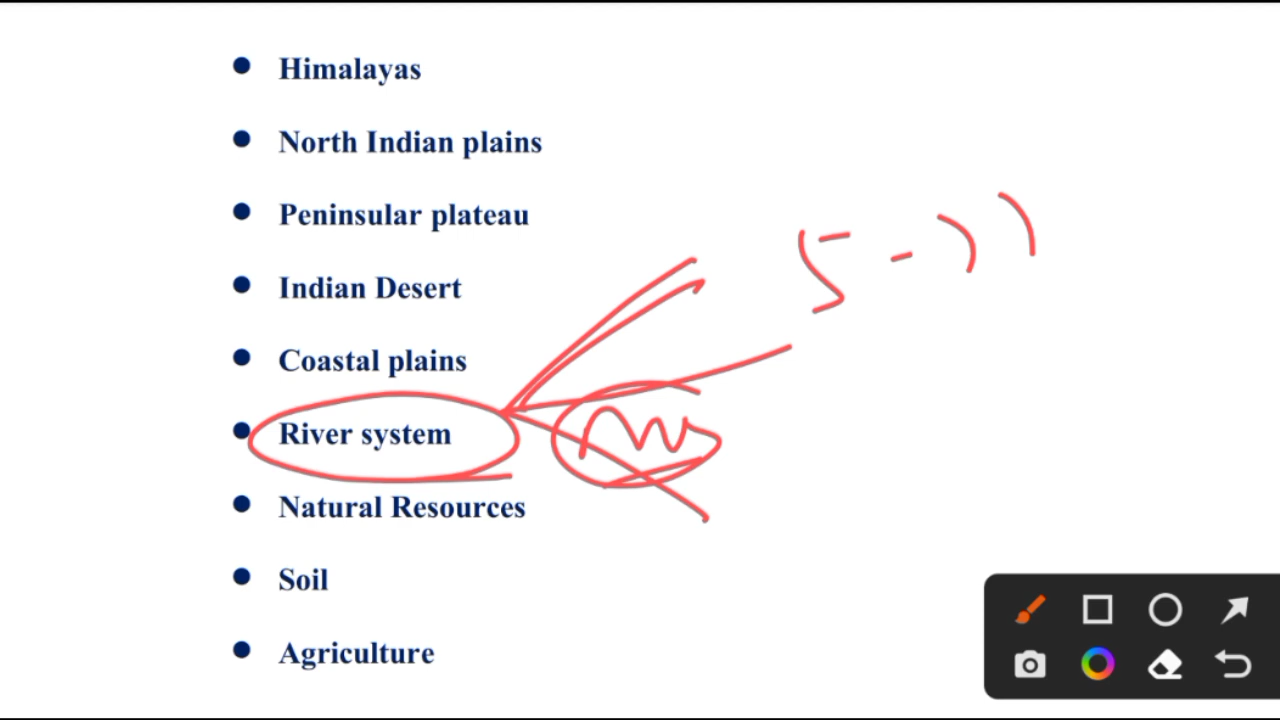 ● Himalayas
● North Indian plains
● Peninsular plateau
● Indian Desert
● Coastal plains
● River system
● Natural Resources
● Soil
● Agriculture